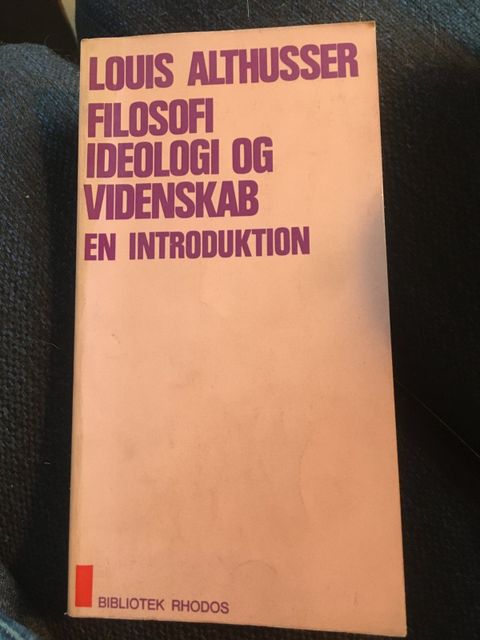 LOUIS ALTHUSSER
FILOSOFI
IDEOLOGI OG
VIDENSKAB
EN INTRODUKTION
BIBLIOTEK RHODOS